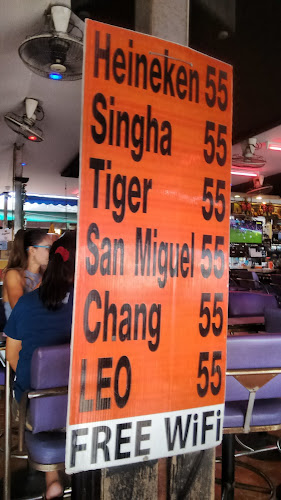 Heineken 55
Singha 55
Tiger 55
San Miguel 55
Chang 55
LEO 55
FREE WiFi